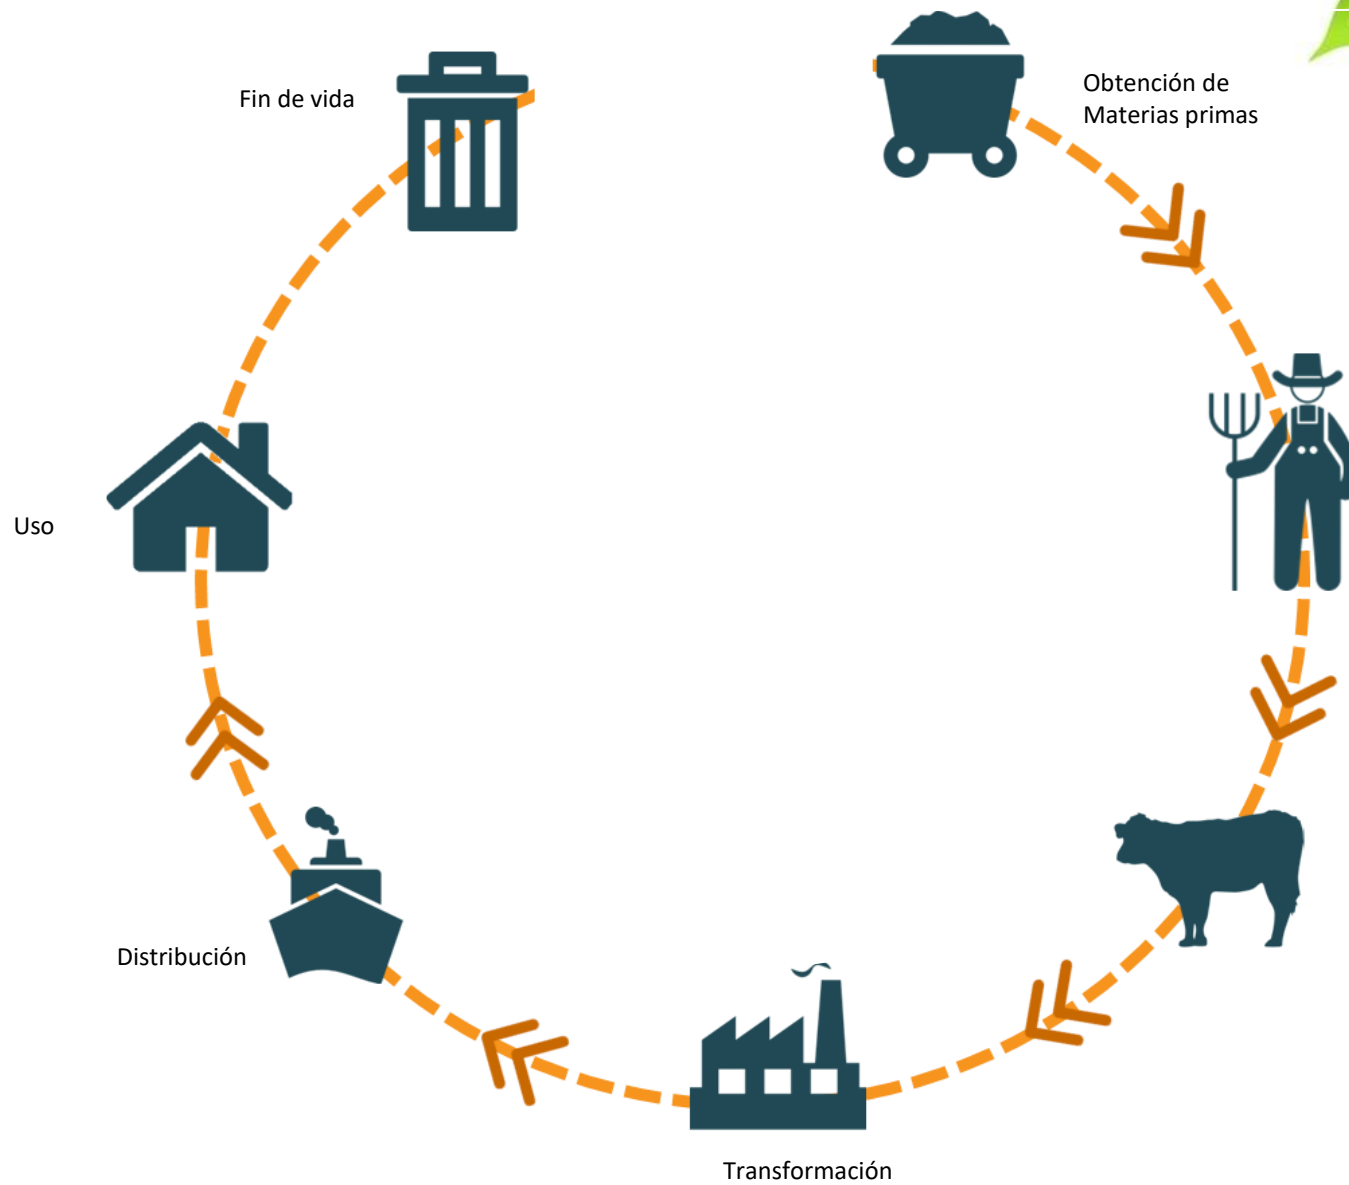 Fin de vida
Obtención de
Materias primas
Uso
Distribución
Transformación